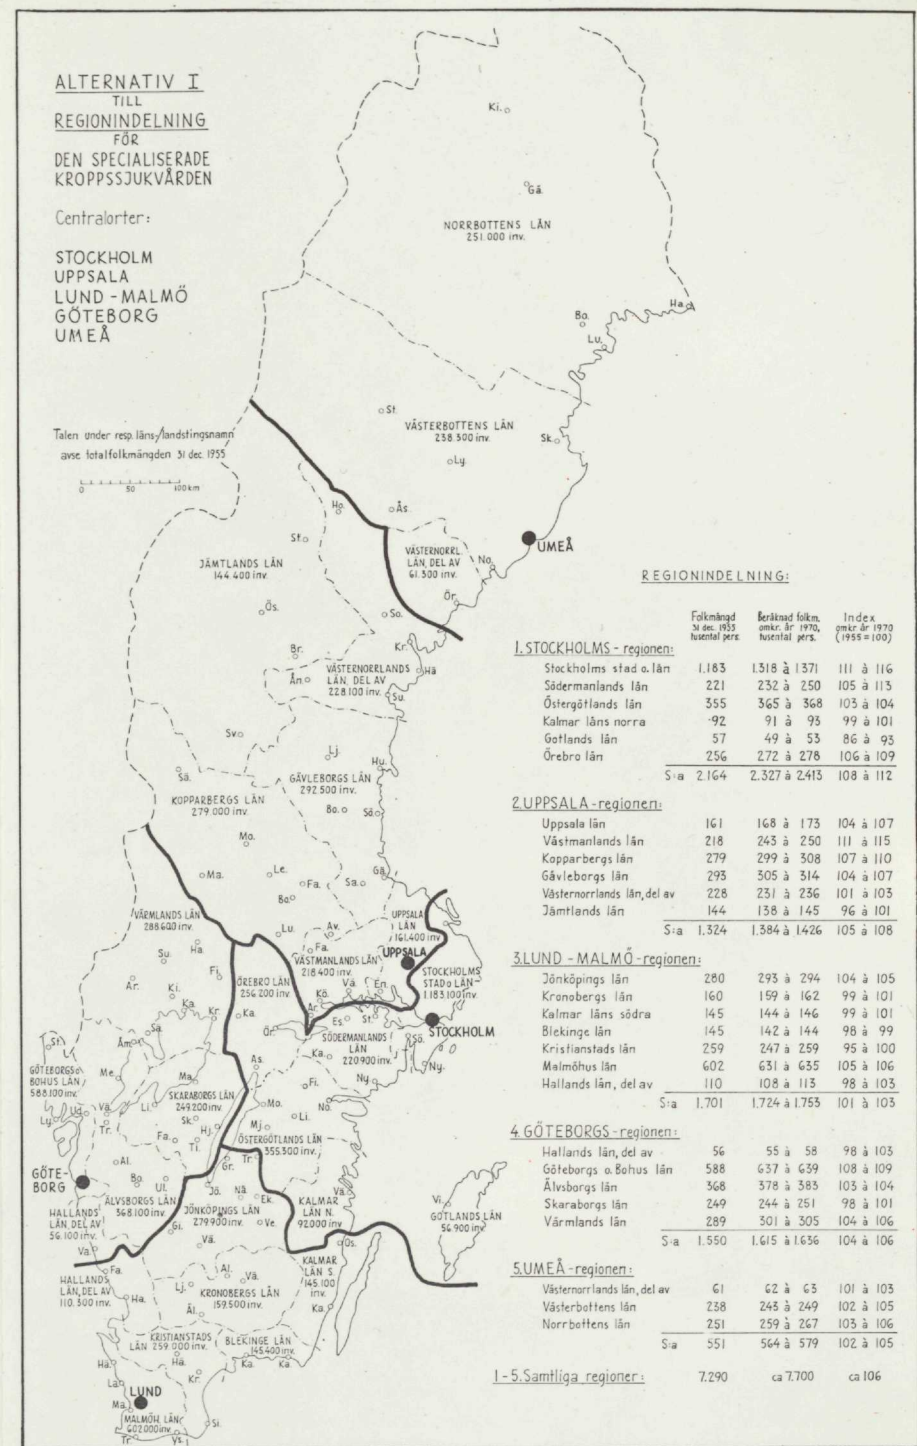 ALTERNATIV I
TILL
REGIONINDELNING
FÖR
DEN SPECIALISERADE
KROPPSSJUKVÅRDEN
Centralorter:
STOCKHOLM
UPPSALA
LUND - MALMÖ
GÖTEBORG
UMEÅ
Talen under resp. läns-/landstingsnamn
avse totalfolkmängden 31 dec. 1955
0 50 100 km
Ki.
Gä.
NORRBOTTENS LÄN
251.000 inv.
Ha.
Bo.
Lu.
St.
VÄSTERBOTTENS LÄN
238.300 inv.
Sk.
Ly.
Ho.
Ås.
St.
UMEÅ
JÄMTLANDS LÄN
144.400 inv.
VÄSTERNORRL.
LÄN, DEL AV
61.300 inv.
No.
Ör.
Ös.
So.
Kr.
Br.
Hä.
Ån.
VÄSTERNORRLANDS
LÄN, DEL AV
228.100 inv.
Su.
Sv.
Lj.
Hu.
Sä.
GÄVLEBORGS LÄN
292.500 inv.
KOPPARBERGS LÄN
279.000 inv.
Bo.
Sö.
Mo.
Ma.
Le.
Fa.
Sa.
Gä.
Bo.
VÄRMLANDS LÄN
288.600 inv.
UPPSALA
LÄN
161.400 inv.
Lu.
Av.
Fa.
Ha.
Su.
VÄSTMANLANDS LÄN
218.400 inv.
UPPSALA
Fi.
Ar.
ÖREBRO LÄN
256.200 inv.
STOCKHOLMS
STAD o. LÄN
1.183.100 inv.
Kö.
Vä.
En.
Ki.
Ka.
Kr.
Ka.
Ar.
Es.
St.
STOCKHOLM
Ör.
SÖDERMANLANDS
LÄN
220.900 inv.
Sö.
Sä.
Åm.
St.
Ka.
Ny.
Ny.
As.
GÖTEBORGS o.
BOHUS LÄN
588.100 inv.
Me.
Ma.
Fi.
SKARABORGS LÄN
249.200 inv.
Mo.
Nö.
Li.
Li.
Ud.
Vä.
Tr.
Ly.
Sk.
Hj.
Mj.
Fa.
Ti.
ÖSTERGÖTLANDS LÄN
355.300 inv.
Al.
Gr.
Tr.
GÖTE-
BORG
Bo.
Ul.
Jö.
Nä.
Ek.
Vä.
Vi.
ÄLVSBORGS LÄN
368.100 inv.
JÖNKÖPINGS LÄN
279.900 inv.
KALMAR
LÄN N.
92.000 inv.
GOTLANDS LÄN
56.900 inv.
HALLANDS
LÄN, DEL AV
56.100 inv.
Gi.
Ve.
Vä.
Os.
Va.
Fa.
HALLANDS
LÄN, DEL AV
110.300 inv.
Ha.
Lj.
Al.
Vä.
KRONOBERGS LÄN
159.500 inv.
KALMAR
LÄN S.
145.100
inv.
Äl.
Ka.
KRISTIANSTADS
LÄN 259.000 inv.
BLEKINGE LÄN
145.400 inv.
Hä.
Hä.
Ka.
Ka.
Kr.
La.
LUND
Ma.
MALMÖH. LÄN
602.000 inv.
Si.
Tr.
Ys.
REGIONINDELNING:
Folkmängd 31 dec. 1955 tusental pers. Beräknad folkm. omkr. år 1970, tusental pers. Index omkr år 1970 (1955=100)
1. STOCKHOLMS - regionen:
Stockholms stad o. län 1.183 1.318 à 1371 111 à 116
Södermanlands län 221 232 à 250 105 à 113
Östergötlands län 355 365 à 368 103 à 104
Kalmar läns norra 92 91 à 93 99 à 101
Gotlands län 57 49 à 53 86 à 93
Örebro län 256 272 à 278 106 à 109
S:a 2.164 2.327 à 2.413 108 à 112
2. UPPSALA - regionen:
Uppsala län 161 168 à 173 104 à 107
Västmanlands län 218 243 à 250 111 à 115
Kopparbergs län 279 299 à 308 107 à 110
Gävleborgs län 293 305 à 314 104 à 107
Västernorrlands län, del av 228 231 à 236 101 à 103
Jämtlands län 144 138 à 145 96 à 101
S:a 1.324 1.384 à 1.426 105 à 108
3. LUND - MALMÖ - regionen:
Jönköpings län 280 293 à 294 104 à 105
Kronobergs län 160 159 à 162 99 à 101
Kalmar läns södra 145 144 à 146 99 à 101
Blekinge län 145 142 à 144 98 à 99
Kristianstads län 259 247 à 259 95 à 100
Malmöhus län 602 631 à 635 105 à 106
Hallands län, del av 110 108 à 113 98 à 103
S:a 1.701 1.724 à 1.753 101 à 103
4. GÖTEBORGS - regionen:
Hallands län, del av 56 55 à 58 98 à 103
Göteborgs o. Bohus län 588 637 à 639 108 à 109
Älvsborgs län 368 378 à 383 103 à 104
Skaraborgs län 249 244 à 251 98 à 101
Värmlands län 289 301 à 305 104 à 106
S:a 1.550 1.615 à 1.636 104 à 106
5. UMEÅ - regionen:
Västernorrlands län, del av 61 62 à 63 101 à 103
Västerbottens län 238 243 à 249 102 à 105
Norrbottens län 251 259 à 267 103 à 106
S:a 551 564 à 579 102 à 105
1-5. Samtliga regioner: 7.290 ca 7.700 ca 106